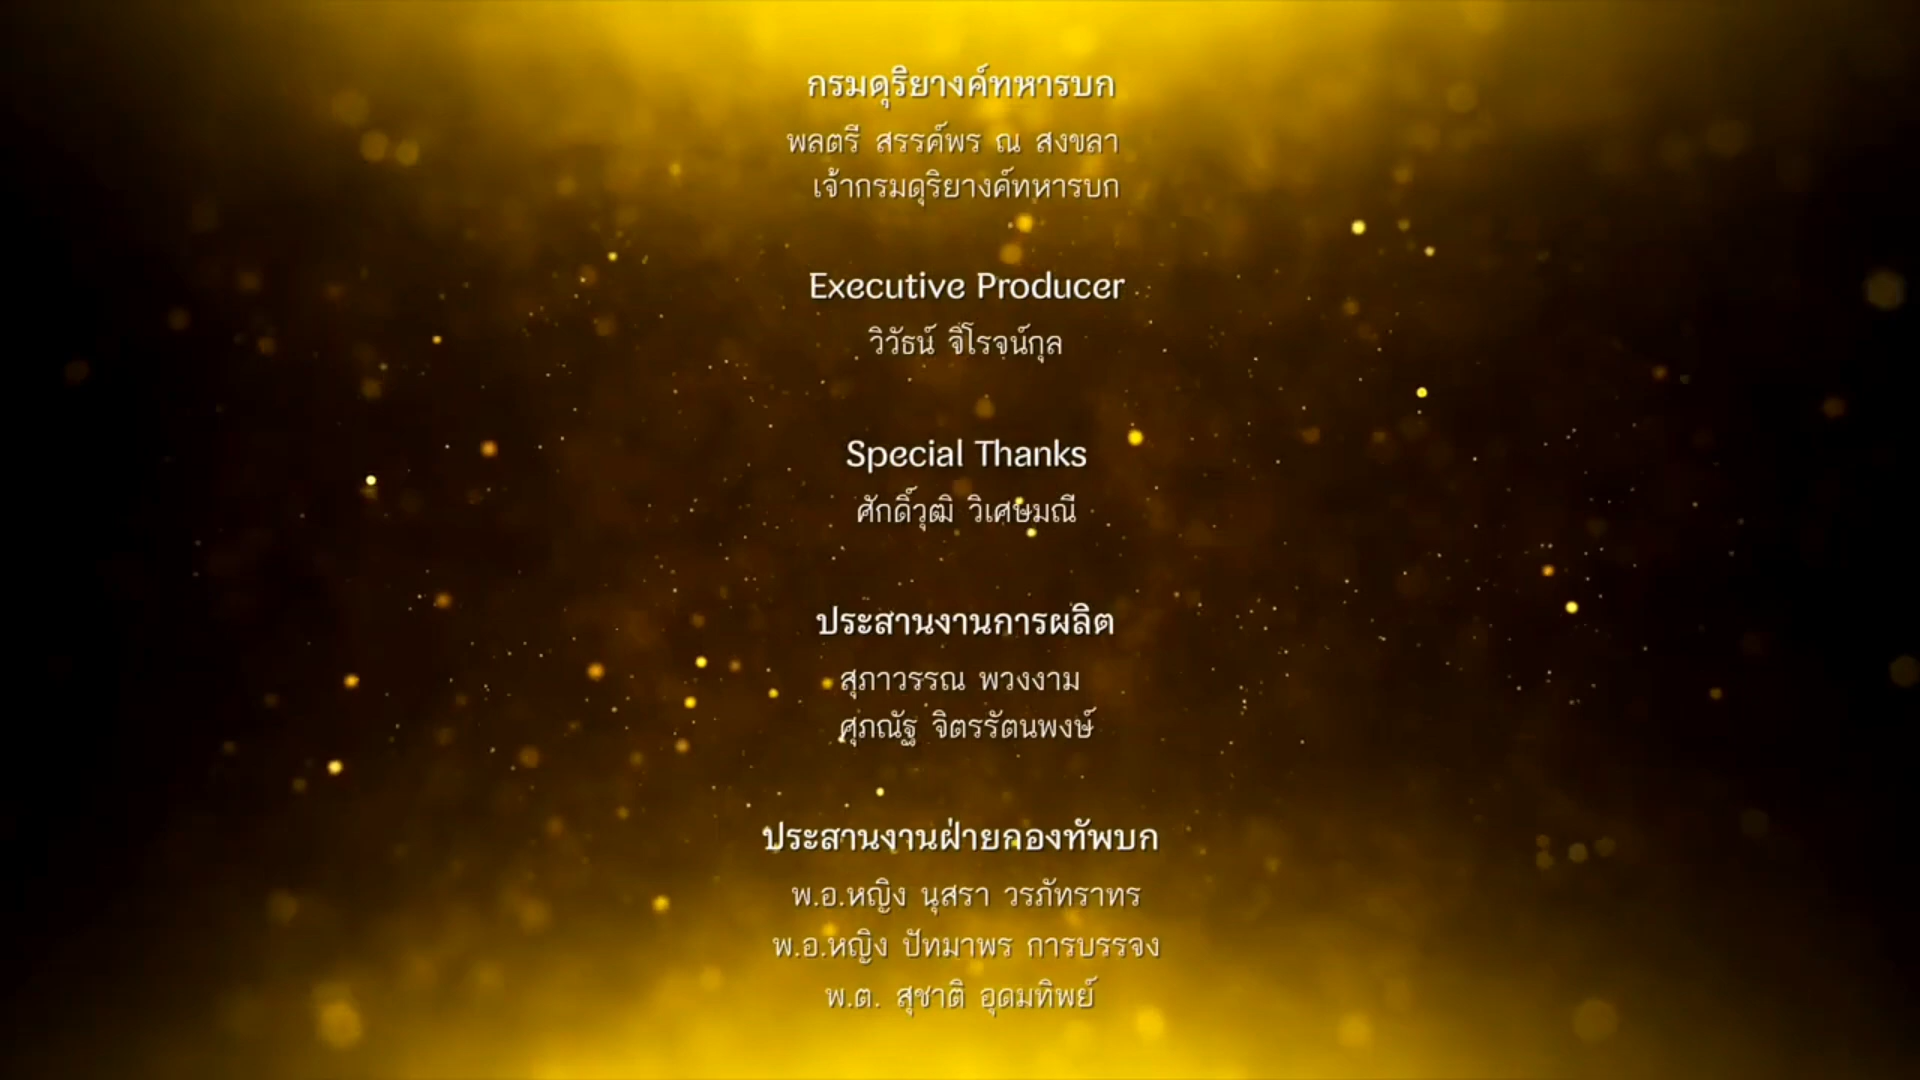 กรมดุริยางค์ทหารบก
พลตรี สรรค์พร ณ สงขลา
เจ้ากรมดุริยางค์ทหารบก
Executive Producer
วิวัธน์ จิโรจน์กุล
Special Thanks
ศักดิ์วุฒิ วิเศษมณี
ประสานงานการผลิต
สุภาวรรณ พวงงาม
ศุภณัฐ จิตรรัตนพงษ์
ประสานงานฝ่ายกองทัพบก
พ.อ.หญิง นุสรา วรภัทราทร
พ.อ.หญิง ปัทมาพร การบรรจง
พ.ต. สุชาติ อุดมทิพย์